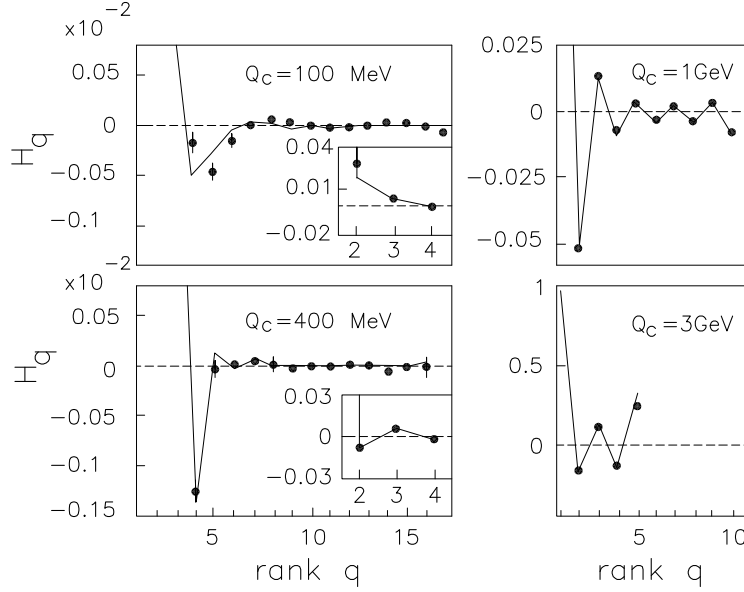 x10 -2
0.05
0
-0.05
-0.1
H q
Q C = 100 MeV
0.04
0.01
-0.02
2 3 4
0.025
0
-0.025
-0.05
Q C = 1GeV
x10 -2
0.05
0
-0.05
-0.1
-0.15
H q
Q C = 400 MeV
0.03
0
-0.03
2 3 4
5 10 15
rank q
1
0.5
0
Q C = 3GeV
5 10
rank q